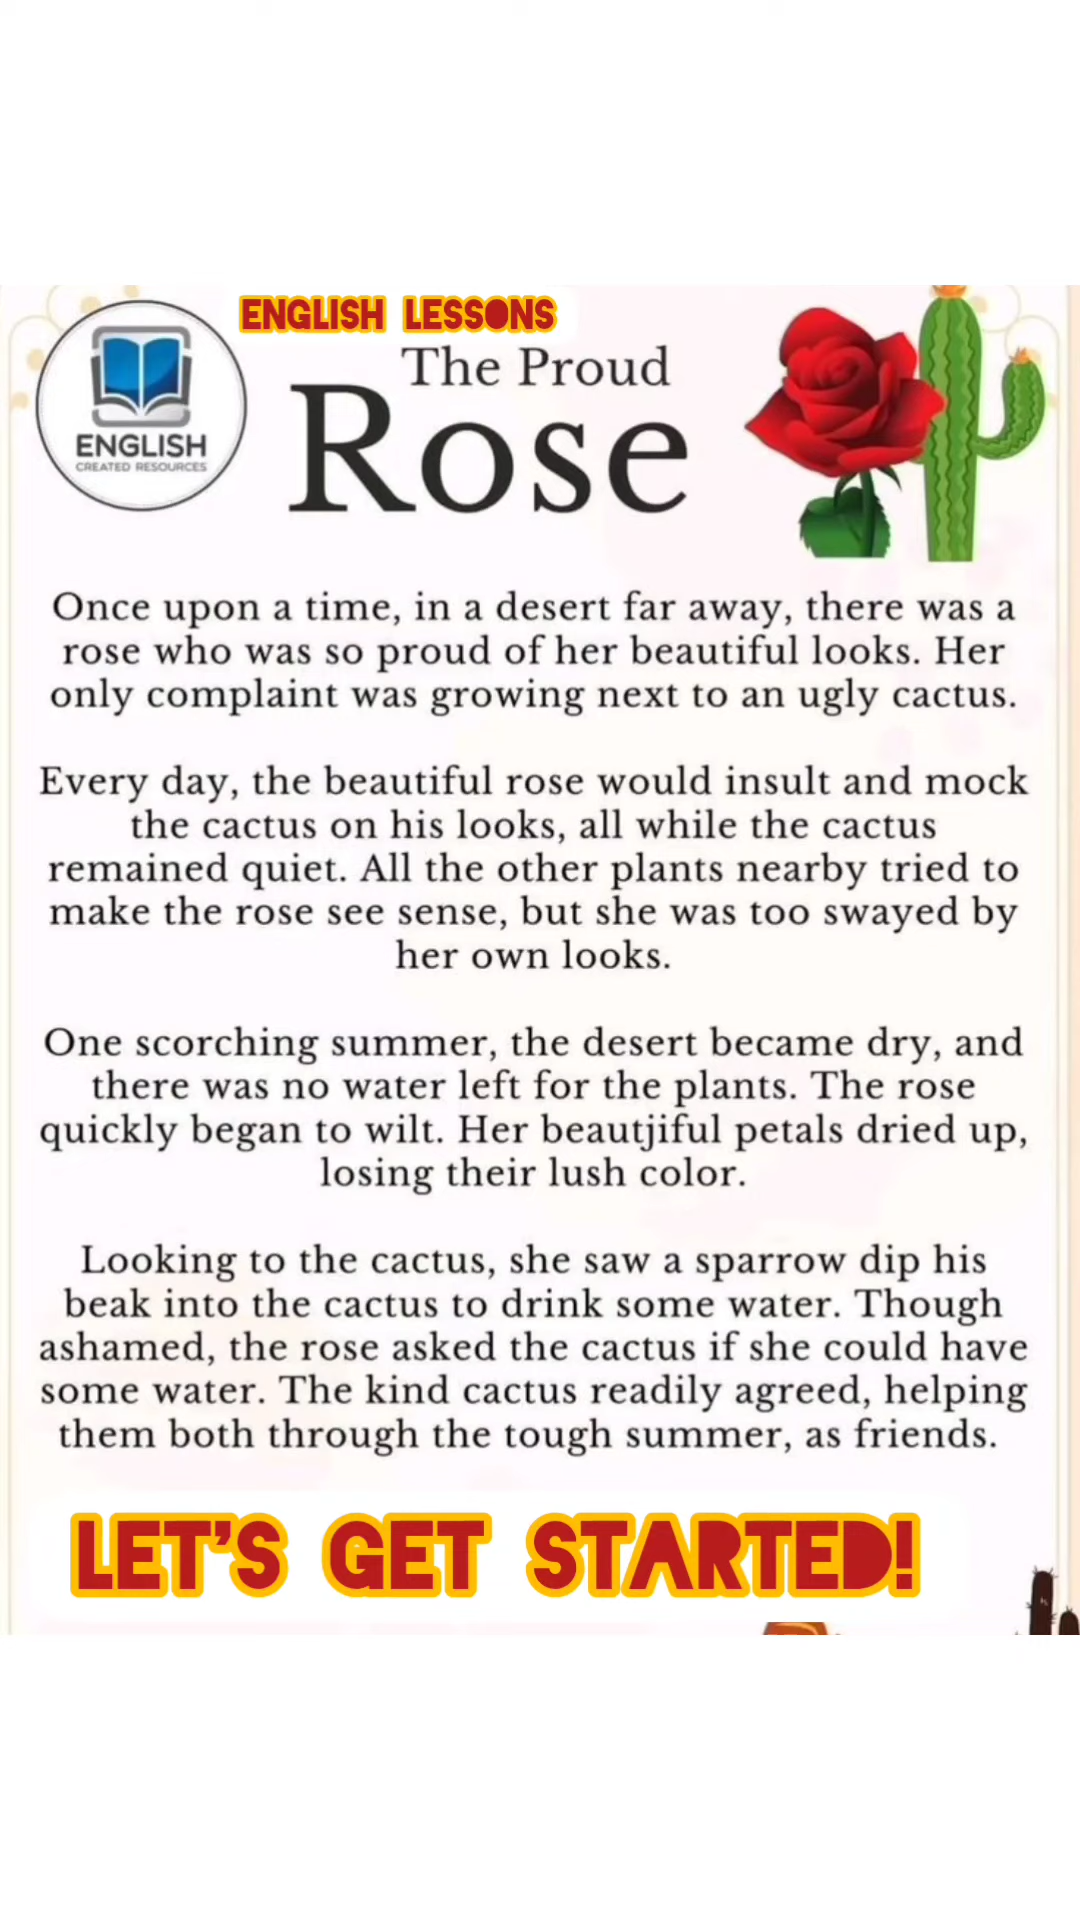 ENGLISH LESSONS
ENGLISH
CREATED RESOURCES
The Proud
Rose
Once upon a time, in a desert far away, there was a
rose who was so proud of her beautiful looks. Her
only complaint was growing next to an ugly cactus.
Every day, the beautiful rose would insult and mock
the cactus on his looks, all while the cactus
remained quiet. All the other plants nearby tried to
make the rose see sense, but she was too swayed by
her own looks.
One scorching summer, the desert became dry, and
there was no water left for the plants. The rose
quickly began to wilt. Her beautjiful petals dried up,
losing their lush color.
Looking to the cactus, she saw a sparrow dip his
beak into the cactus to drink some water. Though
ashamed, the rose asked the cactus if she could have
some water. The kind cactus readily agreed, helping
them both through the tough summer, as friends.
LET'S GET STARTED!